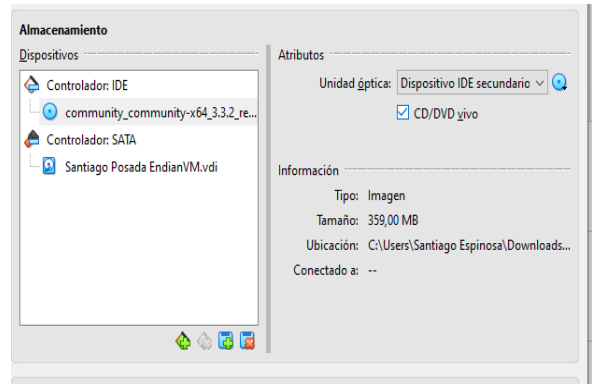 Almacenamiento
Dispositivos
Controlador: IDE
community_community-x64_3.3.2_re...
Controlador: SATA
Santiago Posada EndianVM.vdi
Atributos
Unidad óptica: Dispositivo IDE secundario
CD/DVD vivo
Información
Tipo: Imagen
Tamaño: 359,00 MB
Ubicación: C:\Users\Santiago Espinosa\Downloads...
Conectado a: --